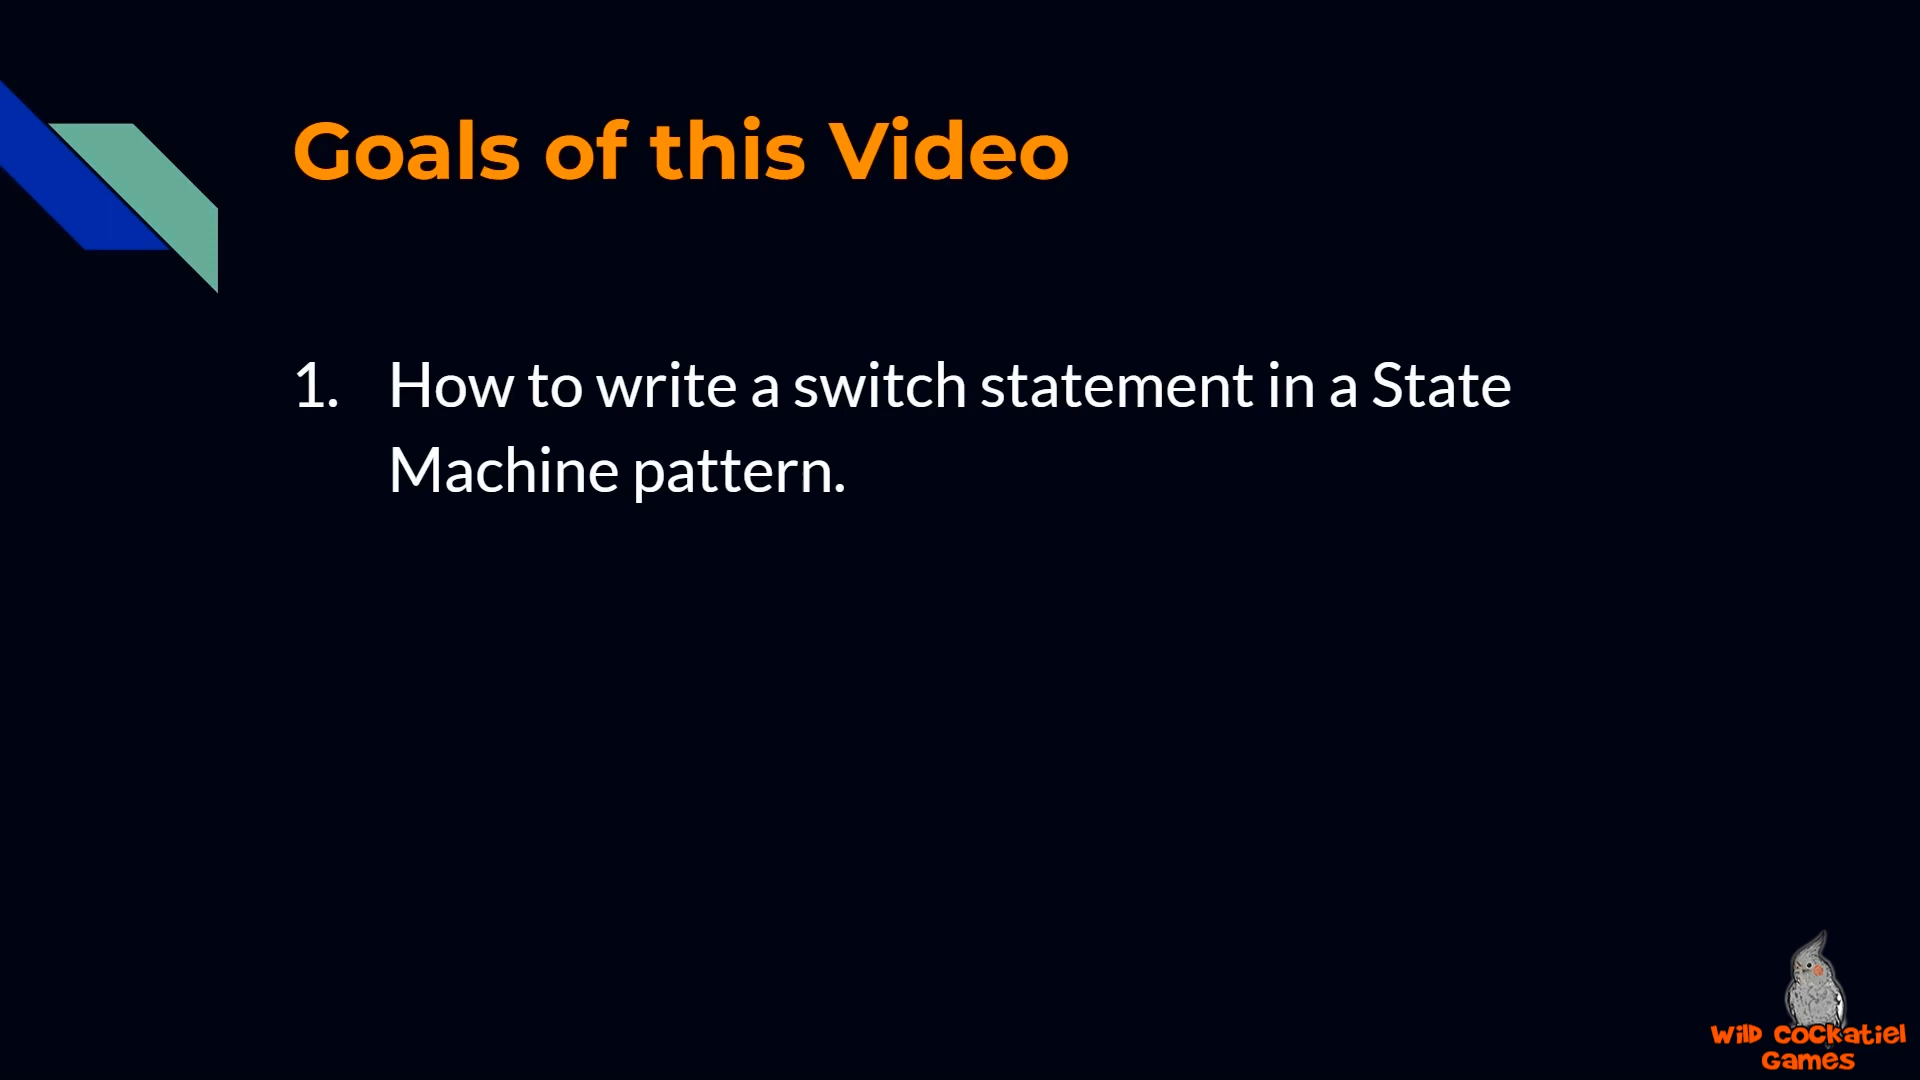 Goals of this Video
1. How to write a switch statement in a State
Machine pattern.
Wild Cockatiel
Games